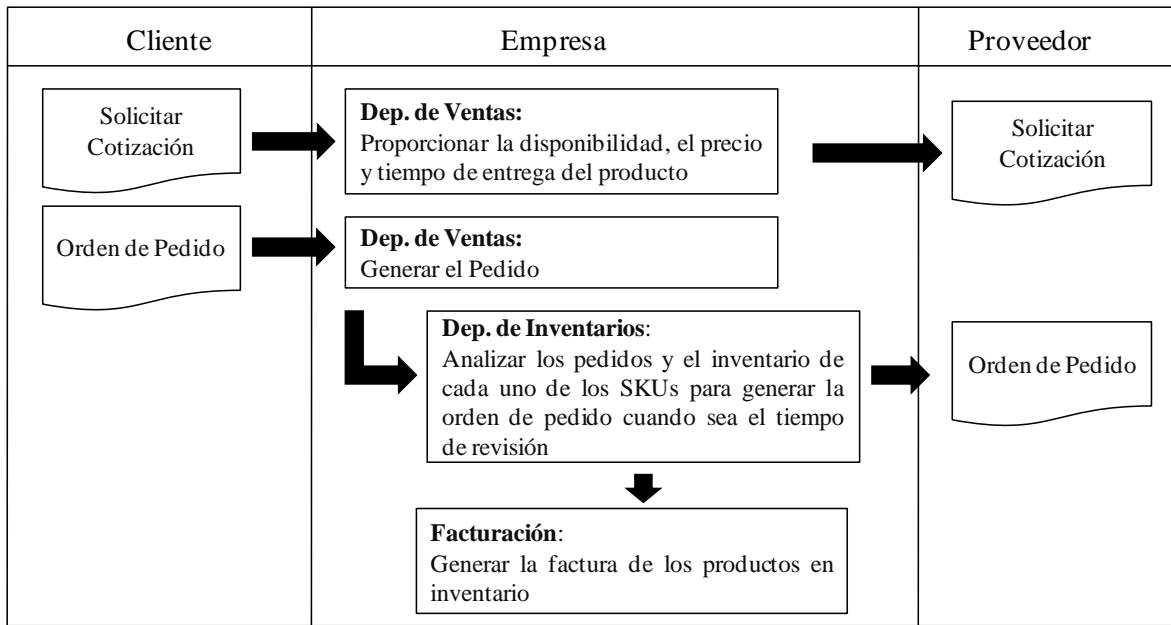 Cliente
Empresa
Proveedor
Solicitar
Cotización
Dep. de Ventas:
Proporcionar la disponibilidad, el precio
y tiempo de entrega del producto
Solicitar
Cotización
Orden de Pedido
Dep. de Ventas:
Generar el Pedido
Dep. de Inventarios:
Analizar los pedidos y el inventario de
cada uno de los SKUs para generar la
orden de pedido cuando sea el tiempo
de revisión
Orden de Pedido
Facturación:
Generar la factura de los productos en
inventario